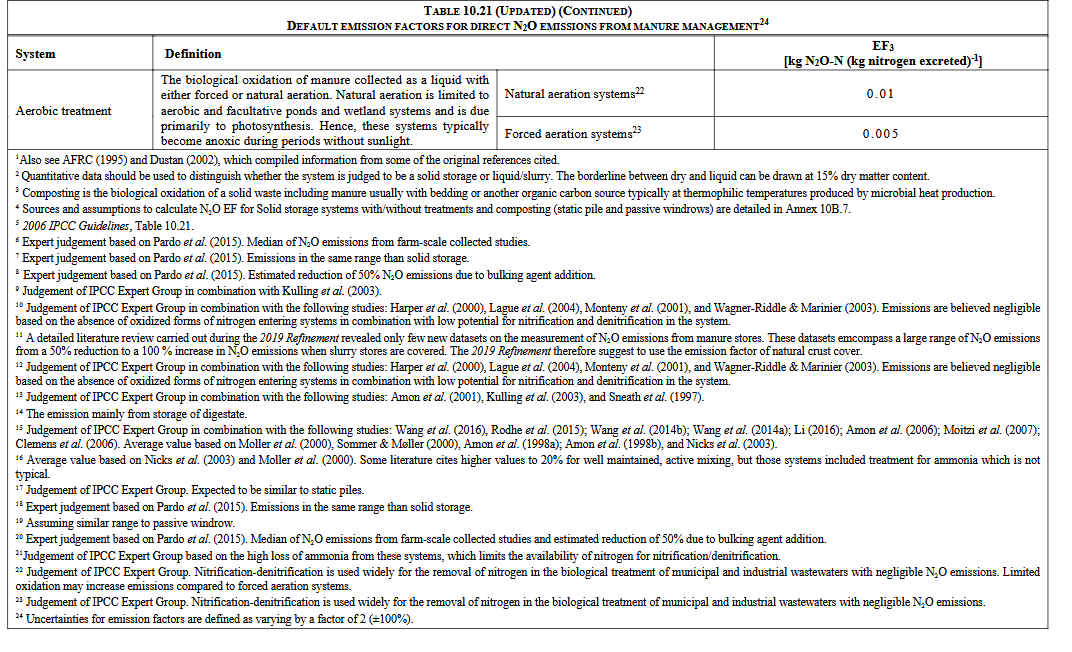 TABLE 10.21 (UPDATED) (CONTINUED)
DEFAULT EMISSION FACTORS FOR DIRECT N2O EMISSIONS FROM MANURE MANAGEMENT24
System
Definition
EF3
[kg N2O-N (kg nitrogen excreted)-1]
Aerobic treatment
The biological oxidation of manure collected as a liquid with
either forced or natural aeration. Natural aeration is limited to
aerobic and facultative ponds and wetland systems and is due
primarily to photosynthesis. Hence, these systems typically
become anoxic during periods without sunlight.
Natural aeration systems22
0.01
Forced aeration systems23
0.005
1Also see AFRC (1995) and Dustan (2002), which compiled information from some of the original references cited.
2 Quantitative data should be used to distinguish whether the system is judged to be a solid storage or liquid/slurry. The borderline between dry and liquid can be drawn at 15% dry matter content.
3 Composting is the biological oxidation of a solid waste including manure usually with bedding or another organic carbon source typically at thermophilic temperatures produced by microbial heat production.
4 Sources and assumptions to calculate N2O EF for Solid storage systems with/without treatments and composting (static pile and passive windrows) are detailed in Annex 10B.7.
5 2006 IPCC Guidelines, Table 10.21.
6 Expert judgement based on Pardo et al. (2015). Median of N2O emissions from farm-scale collected studies.
7 Expert judgement based on Pardo et al. (2015). Emissions in the same range than solid storage.
8 Expert judgement based on Pardo et al. (2015). Estimated reduction of 50% N2O emissions due to bulking agent addition.
9 Judgement of IPCC Expert Group in combination with Kulling et al. (2003).
10 Judgement of IPCC Expert Group in combination with the following studies: Harper et al. (2000), Lague et al. (2004), Monteny et al. (2001), and Wagner-Riddle & Marinier (2003). Emissions are believed negligible
based on the absence of oxidized forms of nitrogen entering systems in combination with low potential for nitrification and denitrification in the system.
11 A detailed literature review carried out during the 2019 Refinement revealed only few new datasets on the measurement of N2O emissions from manure stores. These datasets emcompass a large range of N2O emissions
from a 50% reduction to a 100 % increase in N2O emissions when slurry stores are covered. The 2019 Refinement therefore suggest to use the emission factor of natural crust cover.
12 Judgement of IPCC Expert Group in combination with the following studies: Harper et al. (2000), Lague et al. (2004), Monteny et al. (2001), and Wagner-Riddle & Marinier (2003). Emissions are believed negligible
based on the absence of oxidized forms of nitrogen entering systems in combination with low potential for nitrification and denitrification in the system.
13 Judgement of IPCC Expert Group in combination with the following studies: Amon et al. (2001), Kulling et al. (2003), and Sneath et al. (1997).
14 The emission mainly from storage of digestate.
15 Judgement of IPCC Expert Group in combination with the following studies: Wang et al. (2016), Rodhe et al. (2015); Wang et al. (2014b); Wang et al. (2014a); Li (2016); Amon et al. (2006); Moitzi et al. (2007);
Clemens et al. (2006). Average value based on Moller et al. (2000), Sommer & Møller (2000), Amon et al. (1998a); Amon et al. (1998b), and Nicks et al. (2003).
16 Average value based on Nicks et al. (2003) and Moller et al. (2000). Some literature cites higher values to 20% for well maintained, active mixing, but those systems included treatment for ammonia which is not
typical.
17 Judgement of IPCC Expert Group. Expected to be similar to static piles.
18 Expert judgement based on Pardo et al. (2015). Emissions in the same range than solid storage.
19 Assuming similar range to passive windrow.
20 Expert judgement based on Pardo et al. (2015). Median of N2O emissions from farm-scale collected studies and estimated reduction of 50% due to bulking agent addition.
21Judgement of IPCC Expert Group based on the high loss of ammonia from these systems, which limits the availability of nitrogen for nitrification/denitrification.
22 Judgement of IPCC Expert Group. Nitrification-denitrification is used widely for the removal of nitrogen in the biological treatment of municipal and industrial wastewaters with negligible N2O emissions. Limited
oxidation may increase emissions compared to forced aeration systems.
23 Judgement of IPCC Expert Group. Nitrification-denitrification is used widely for the removal of nitrogen in the biological treatment of municipal and industrial wastewaters with negligible N2O emissions.
24 Uncertainties for emission factors are defined as varying by a factor of 2 (±100%).